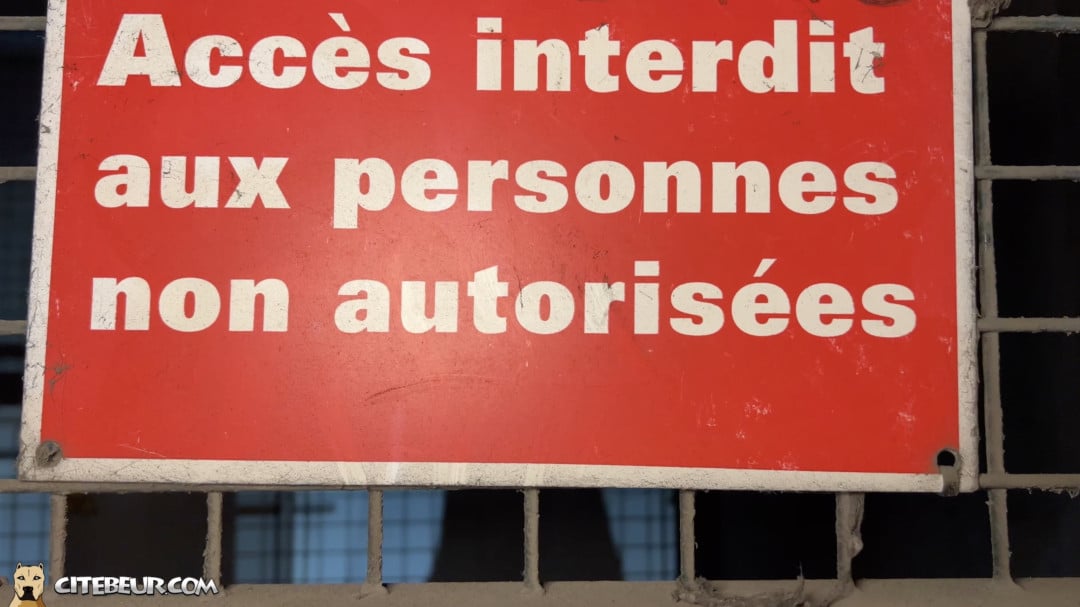 Accès interdit
aux personnes
non autorisées
CITEBEUR.COM